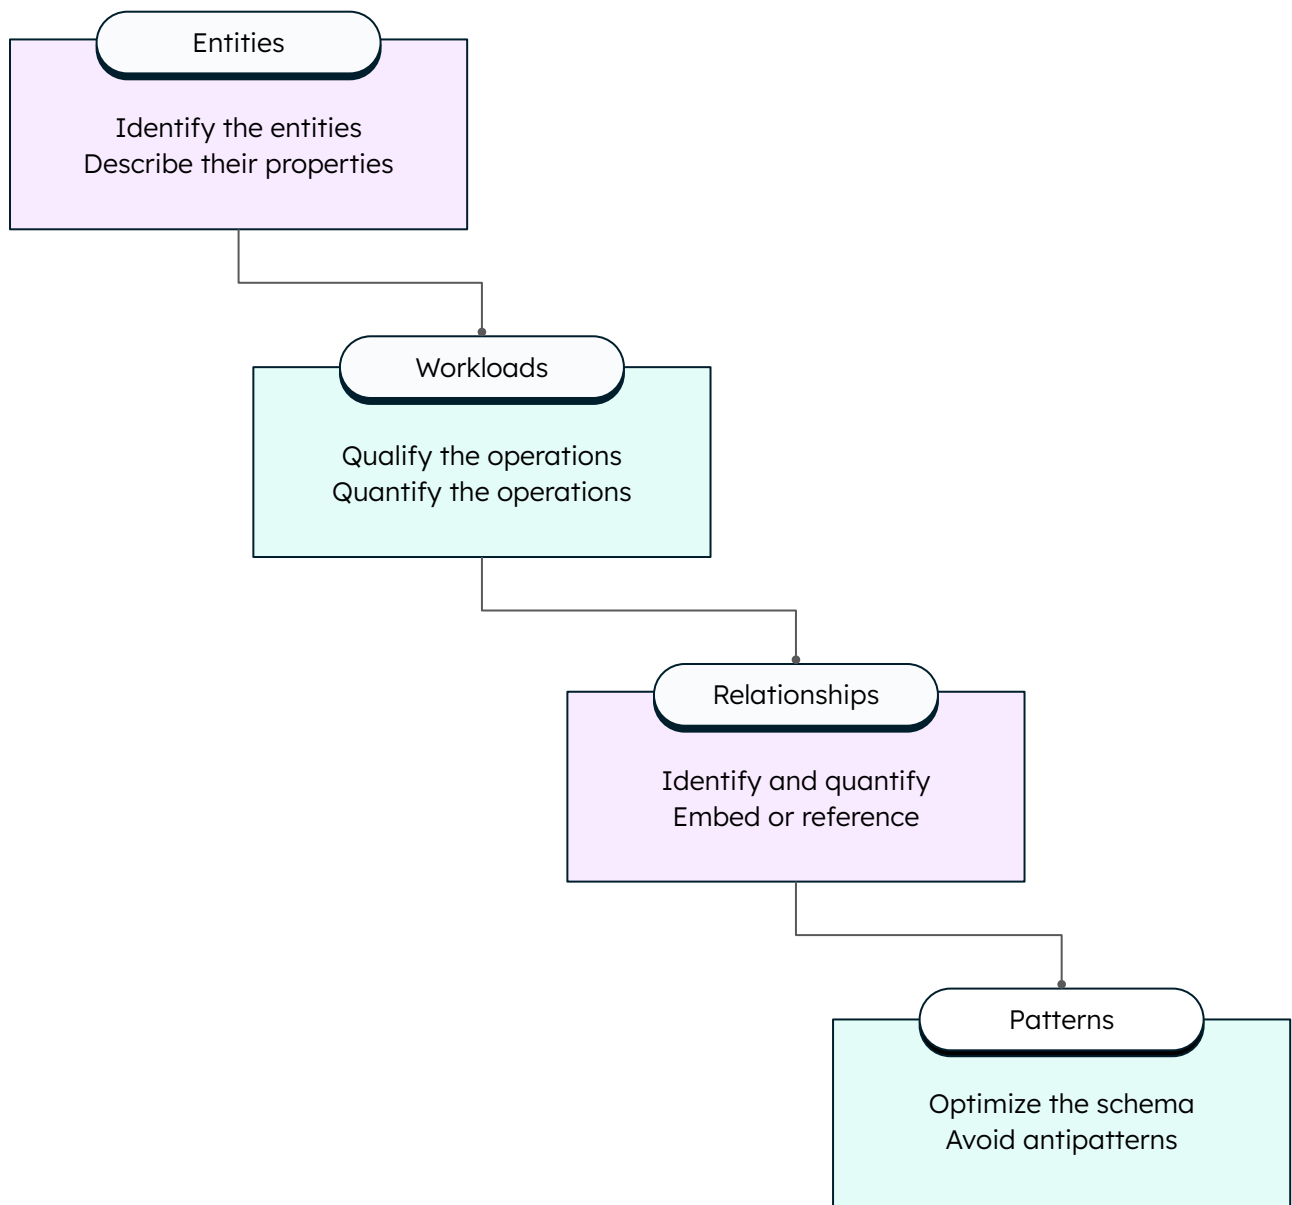 Entities
Identify the entities
Describe their properties
Workloads
Qualify the operations
Quantify the operations
Relationships
Identify and quantify
Embed or reference
Patterns
Optimize the schema
Avoid antipatterns